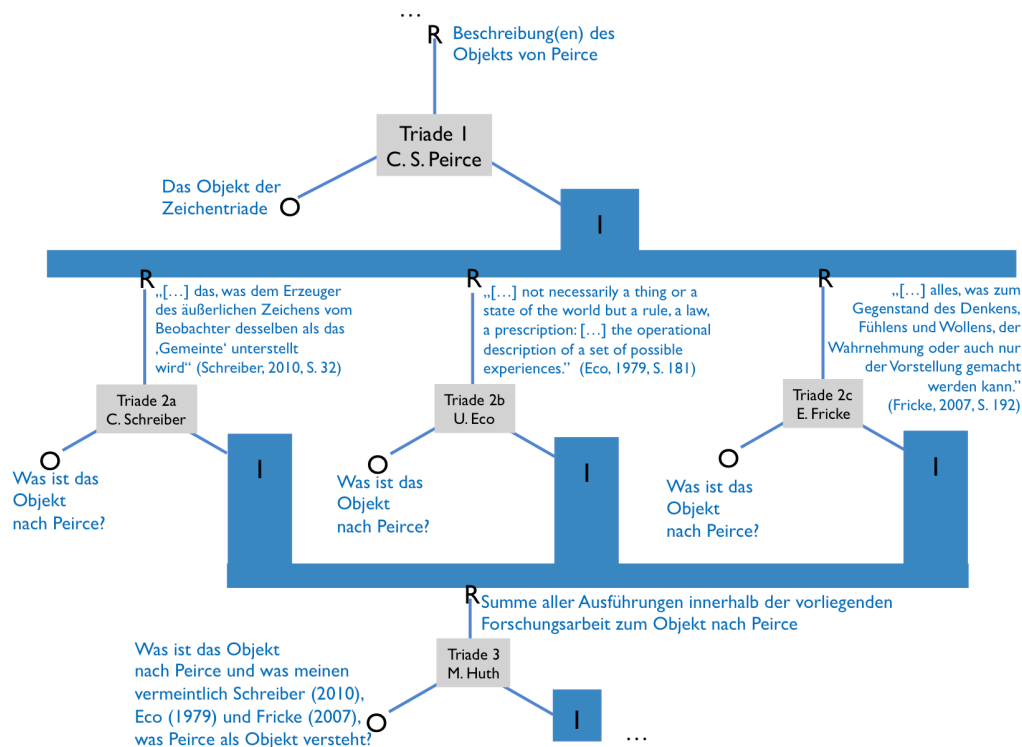 ...
R
Beschreibung(en) des
Objekts von Peirce
Triade 1
C. S. Peirce
Das Objekt der
Zeichentriade
O
I
R
„[…] das, was dem Erzeuger
des äußerlichen Zeichens vom
Beobachter desselben als das
‚Gemeinte‘ unterstellt
wird“ (Schreiber, 2010, S. 32)
Triade 2a
C. Schreiber
O
Was ist das
Objekt
nach Peirce?
I
R
„[…] not necessarily a thing or a
state of the world but a rule, a law,
a prescription: […] the operational
description of a set of possible
experiences.” (Eco, 1979, S. 181)
Triade 2b
U. Eco
O
Was ist das
Objekt
nach Peirce?
I
R
„[…] alles, was zum
Gegenstand des Denkens,
Fühlens und Wollens, der
Wahrnehmung oder auch nur
der Vorstellung gemacht
werden kann.”
(Fricke, 2007, S. 192)
Triade 2c
E. Fricke
O
Was ist das
Objekt
nach Peirce?
I
R
Summe aller Ausführungen innerhalb der vorliegenden
Forschungsarbeit zum Objekt nach Peirce
Triade 3
M. Huth
Was ist das Objekt
nach Peirce und was meinen
vermeintlich Schreiber (2010),
Eco (1979) und Fricke (2007),
was Peirce als Objekt versteht?
O
I
...